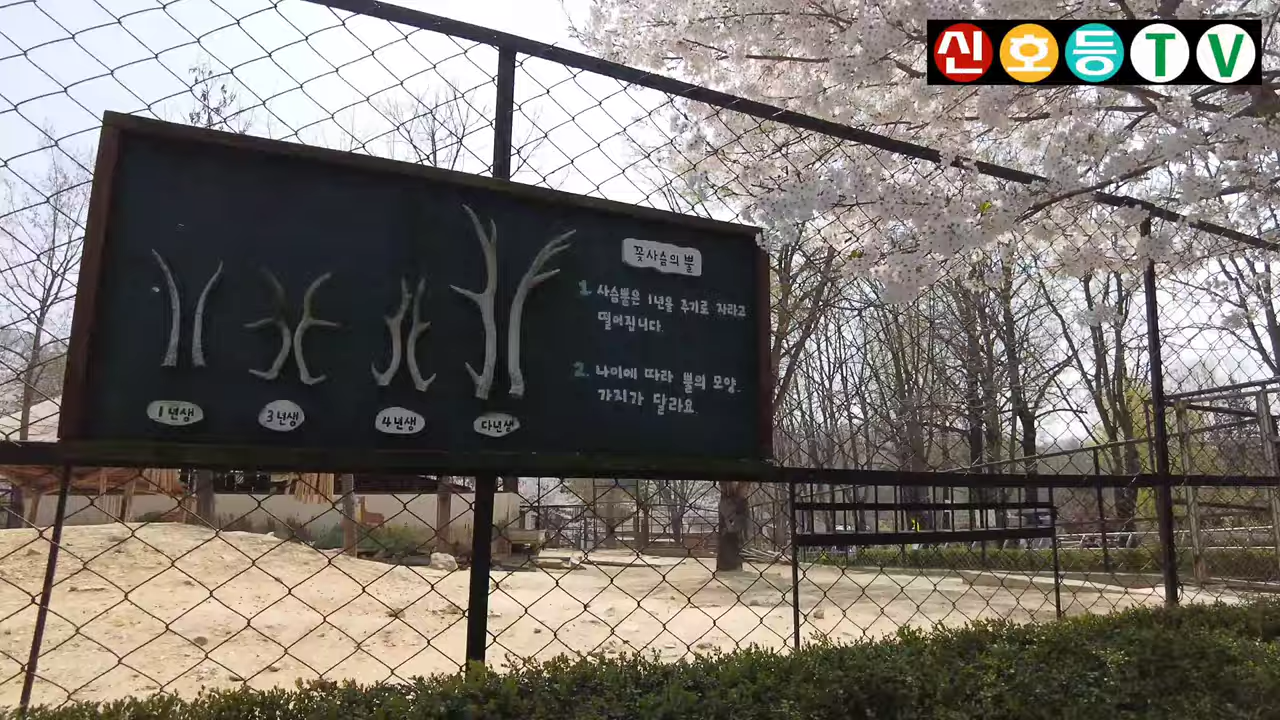 신호등TV
꽃사슴의 뿔
1. 사슴뿔은 1년을 주기로 자라고
떨어집니다.
2. 나이에 따라 뿔의 모양.
가지가 달라요
1년생
3년생
4년생
다년생